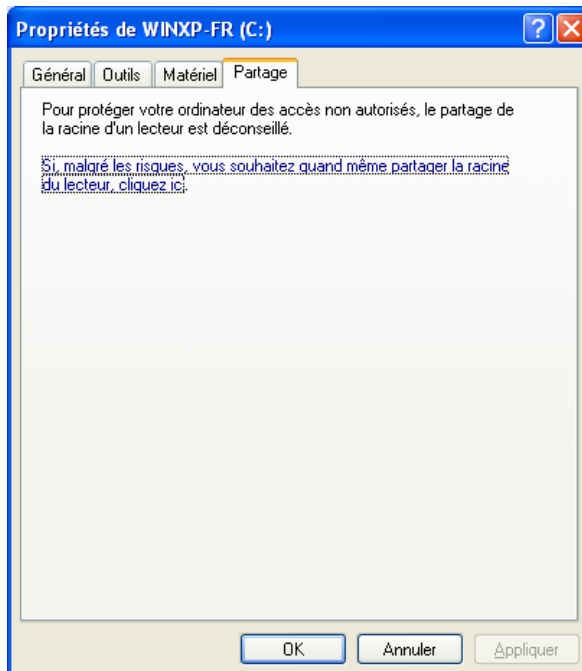 Propriétés de WINXP-FR (C:)
Général Outils Matériel Partage
Pour protéger votre ordinateur des accès non autorisés, le partage de
la racine d'un lecteur est déconseillé.
Si, malgré les risques, vous souhaitez quand même partager la racine
du lecteur, cliquez ici.
OK Annuler Appliquer